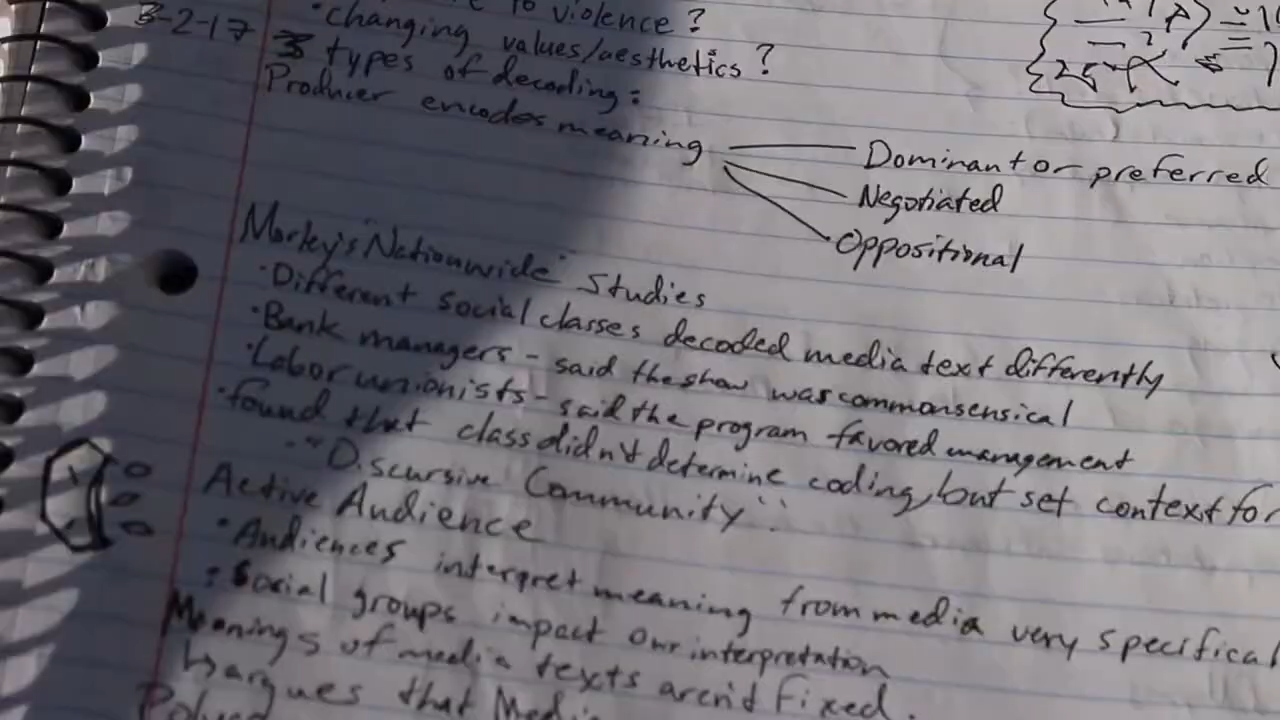 to violence?
• changing values/aesthetics?
3-2-17 3 types of decoding:
Producer encodes meaning
Dominant or preferred
Negotiated
Oppositional
Morley's "Nationwide" Studies
• Different social classes decoded media text differently
• Bank managers - said the show was commonsensical
• Labor unionists - said the program favored management
• found that class didn't determine coding, but set context for
- "Discursive Community"
Active Audience
• Audiences interpret meaning from media very specifical
• Social groups impact our interpretation
Meanings of media texts aren't fixed.
↳ argues that Media